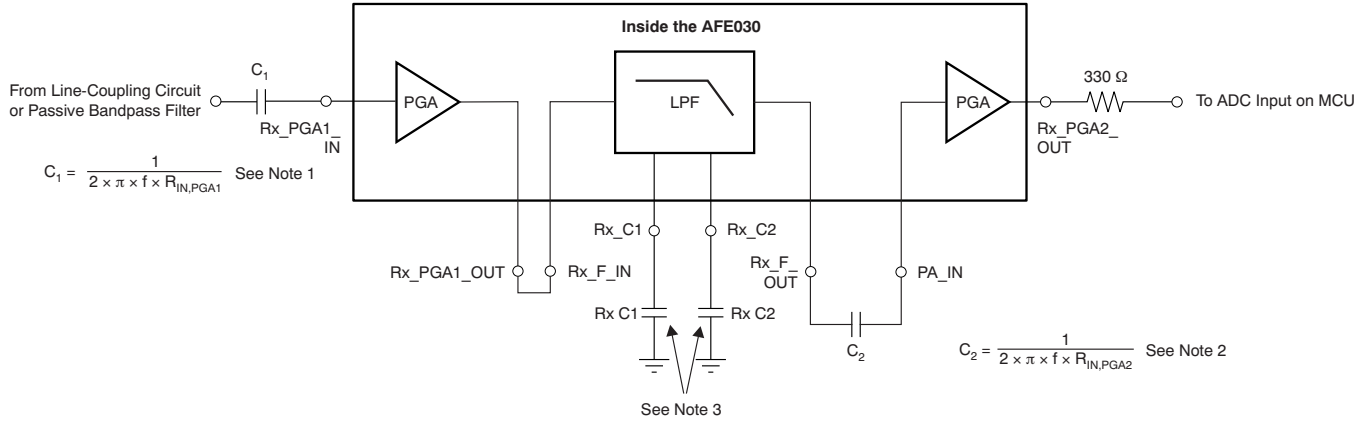 Inside the AFE030
C1
From Line-Coupling Circuit
or Passive Bandpass Filter
PGA
LPF
PGA
330 Ω
To ADC Input on MCU
Rx_PGA1_
IN
Rx_PGA2_
OUT
C1 = 1 / 2 × π × f × RIN,PGA1 See Note 1
Rx_C1
Rx_C2
Rx_PGA1_OUT
Rx_F_IN
Rx_F_
OUT
PA_IN
Rx C1
Rx C2
C2
C2 = 1 / 2 × π × f × RIN,PGA2 See Note 2
See Note 3